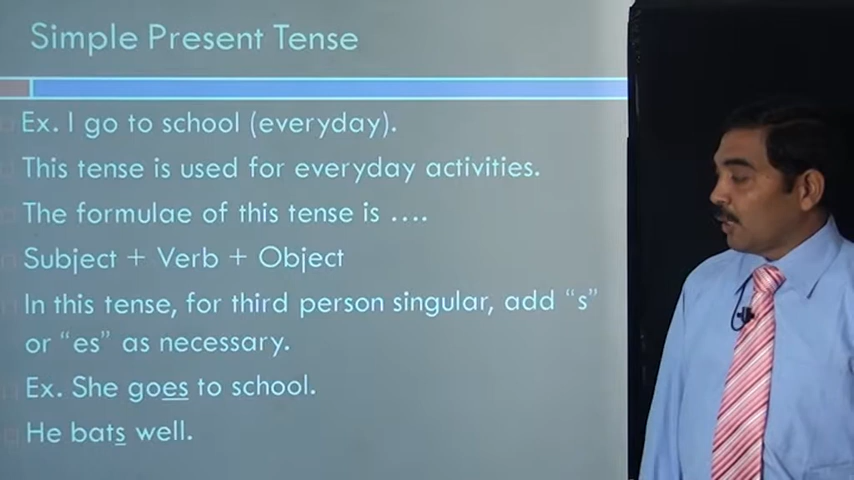 Simple Present Tense
Ex. I go to school (everyday).
This tense is used for everyday activities.
The formulae of this tense is ....
Subject + Verb + Object
In this tense, for third person singular, add “s”
or “es” as necessary.
Ex. She goes to school.
He bats well.